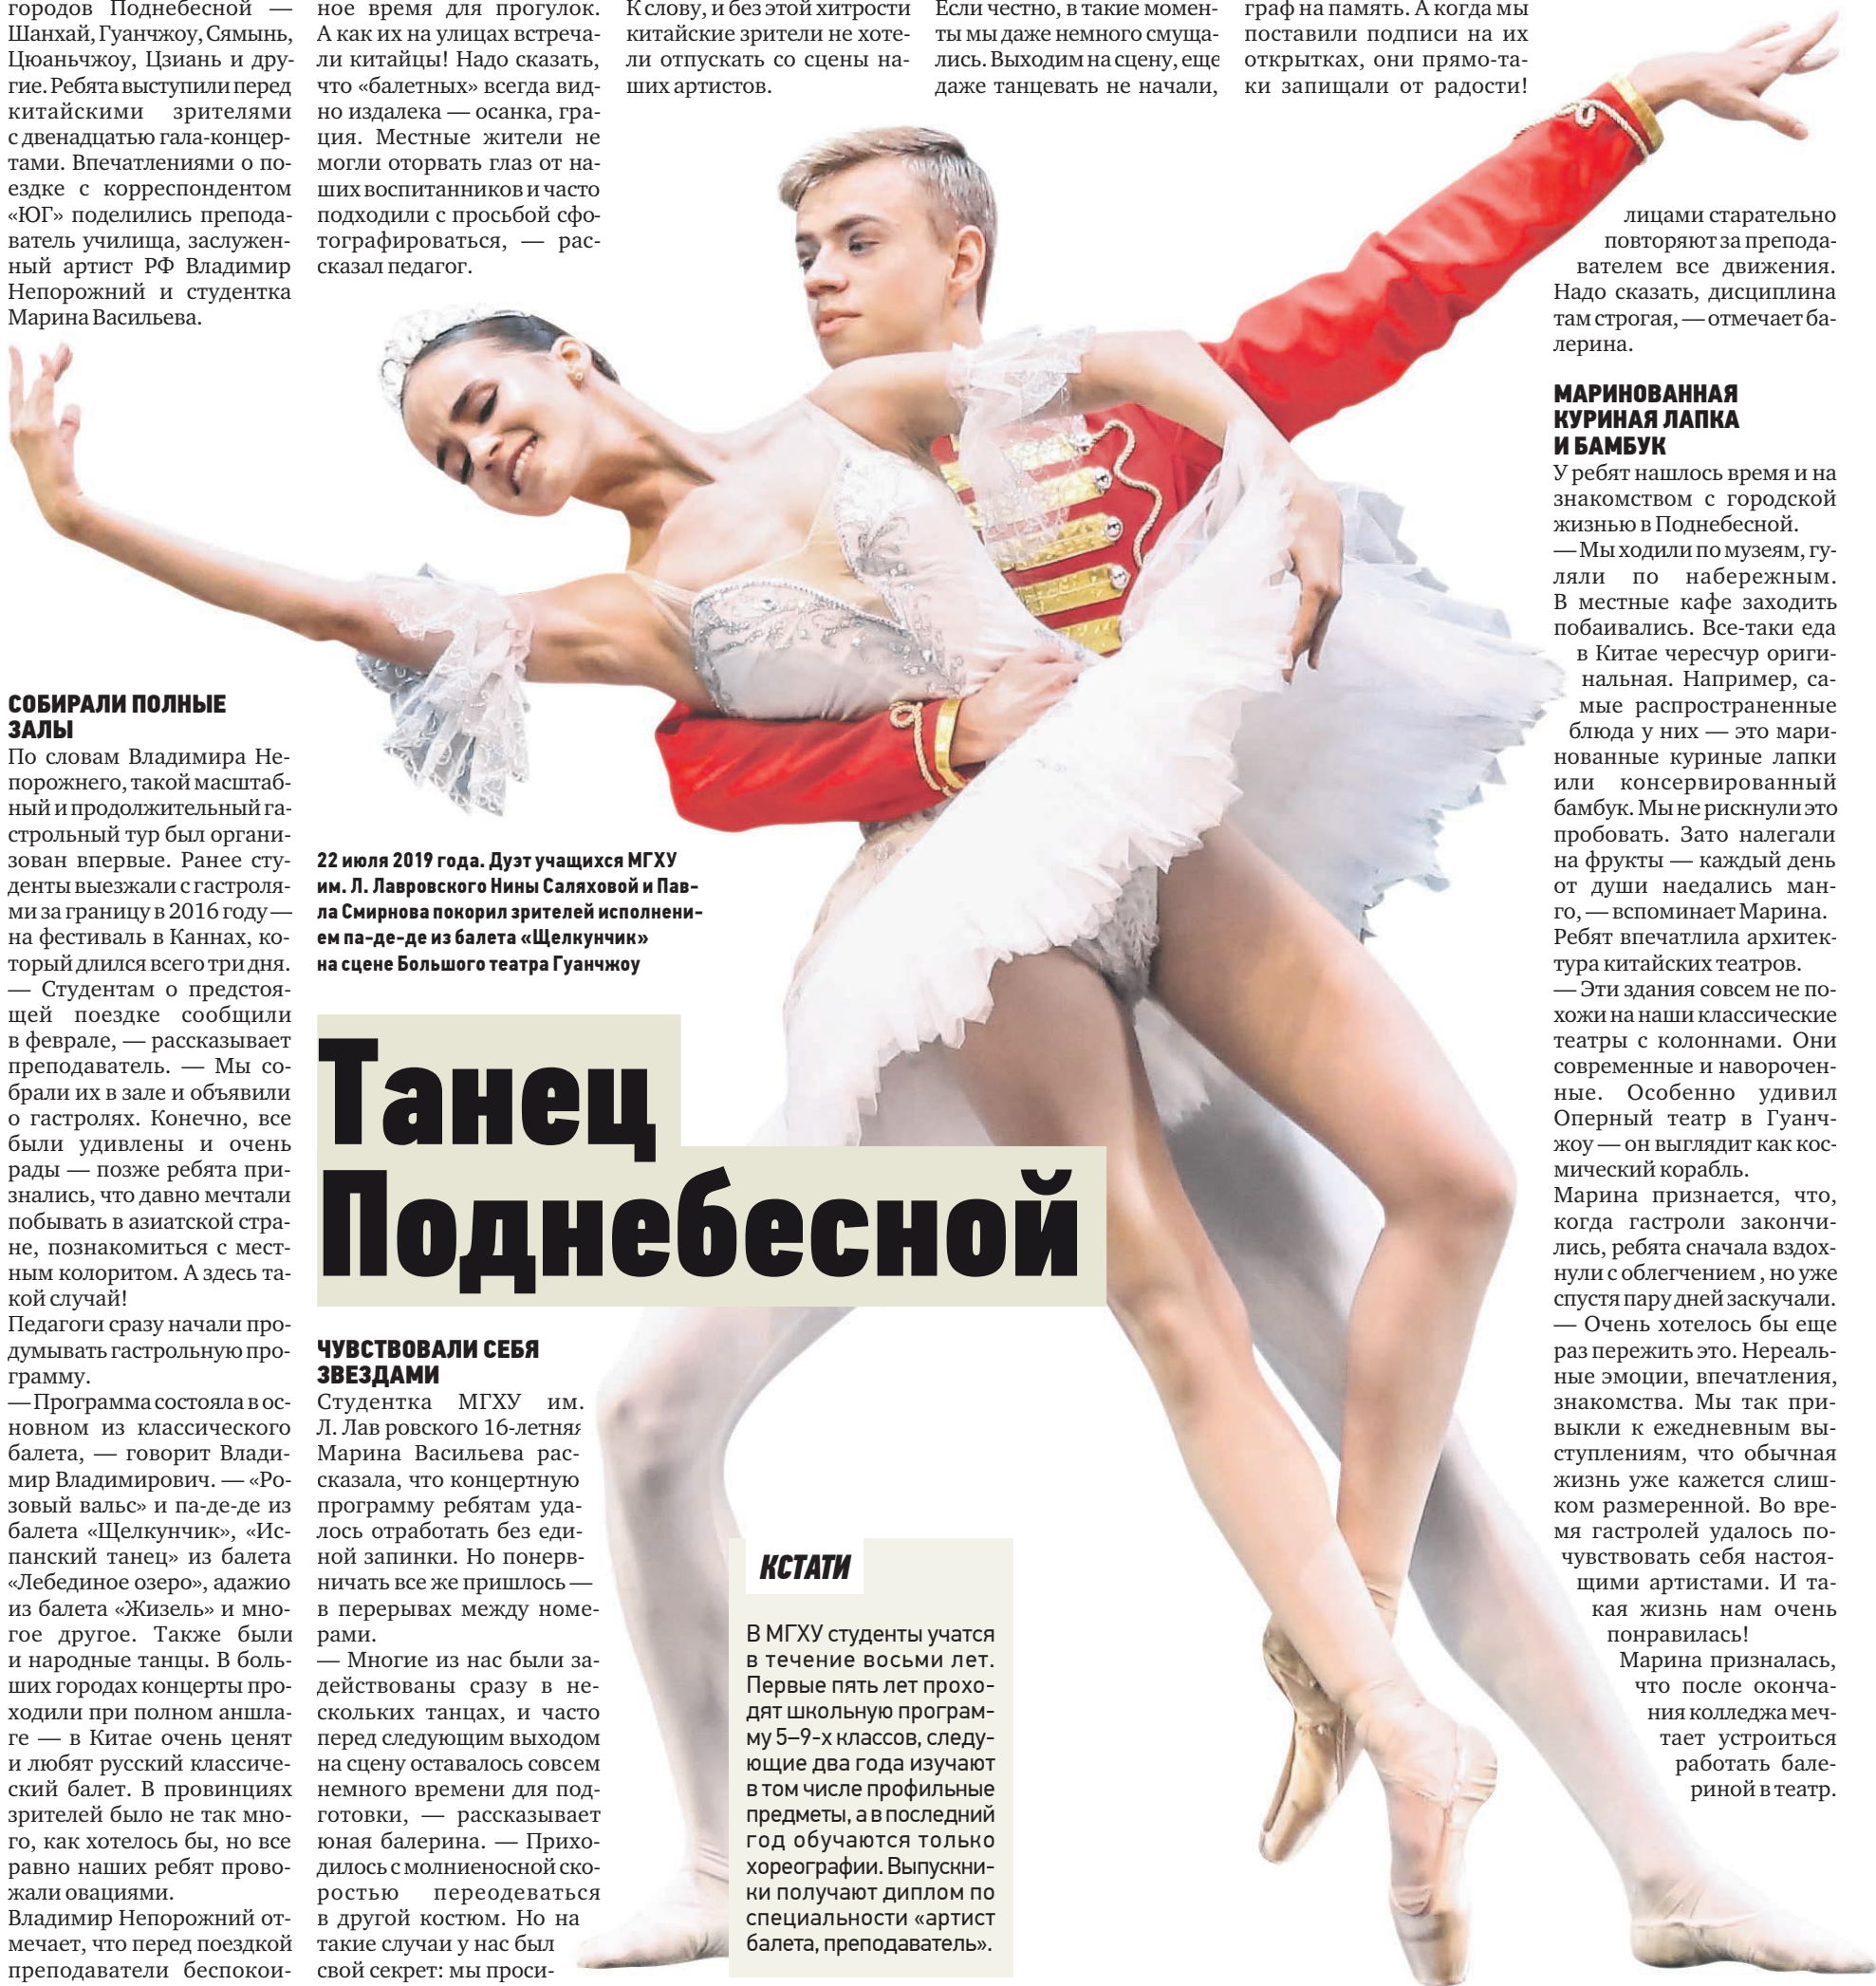 городов Поднебесной —
Шанхай, Гуанчжоу, Сямынь,
Цюаньчжоу, Цзиань и дру-
гие. Ребята выступили перед
китайскими зрителями
с двенадцатью гала-концер-
тами. Впечатлениями о по-
ездке с корреспондентом
«ЮГ» поделились препода-
ватель училища, заслужен-
ный артист РФ Владимир
Непорожний и студентка
Марина Васильева.
СОБИРАЛИ ПОЛНЫЕ
ЗАЛЫ
По словам Владимира Не-
порожнего, такой масштаб-
ный и продолжительный га-
строльный тур был органи-
зован впервые. Ранее сту-
денты выезжали с гастроля-
ми за границу в 2016 году —
на фестиваль в Каннах, ко-
торый длился всего три дня.
— Студентам о предстоя-
щей поездке сообщили
в феврале, — рассказывает
преподаватель. — Мы со-
брали их в зале и объявили
о гастролях. Конечно, все
были удивлены и очень
рады — позже ребята при-
знались, что давно мечтали
побывать в азиатской стра-
не, познакомиться с мест-
ным колоритом. А здесь та-
кой случай!
Педагоги сразу начали про-
думывать гастрольную про-
грамму.
— Программа состояла в ос-
новном из классического
балета, — говорит Влади-
мир Владимирович. — «Ро-
зовый вальс» и па-де-де из
балета «Щелкунчик», «Ис-
панский танец» из балета
«Лебединое озеро», адажио
из балета «Жизель» и мно-
гое другое. Также были
и народные танцы. В боль-
ших городах концерты про-
ходили при полном аншла-
ге — в Китае очень ценят
и любят русский классиче-
ский балет. В провинциях
зрителей было не так мно-
го, как хотелось бы, но все
равно наших ребят прово-
жали овациями.
Владимир Непорожний от-
мечает, что перед поездкой
преподаватели беспокои-
ное время для прогулок.
А как их на улицах встреча-
ли китайцы! Надо сказать,
что «балетных» всегда вид-
но издалека — осанка, гра-
ция. Местные жители не
могли оторвать глаз от на-
ших воспитанников и часто
подходили с просьбой сфо-
тографироваться, — рас-
сказал педагог.
22 июля 2019 года. Дуэт учащихся МГХУ
им. Л. Лавровского Нины Саляховой и Пав-
ла Смирнова покорил зрителей исполнени-
ем па-де-де из балета «Щелкунчик»
на сцене Большого театра Гуанчжоу
Танец
Поднебесной
ЧУВСТВОВАЛИ СЕБЯ
ЗВЕЗДАМИ
Студентка МГХУ им.
Л. Лав ровского 16-летняя
Марина Васильева рас-
сказала, что концертную
программу ребятам уда-
лось отработать без еди-
ной запинки. Но понерв-
ничать все же пришлось —
в перерывах между номе-
рами.
— Многие из нас были за-
действованы сразу в не-
скольких танцах, и часто
перед следующим выходом
на сцену оставалось совсем
немного времени для под-
готовки, — рассказывает
юная балерина. — Прихо-
дилось с молниеносной ско-
ростью переодеваться
в другой костюм. Но на
такие случаи у нас был
свой секрет: мы проси-
К слову, и без этой хитрости
китайские зрители не хоте-
ли отпускать со сцены на-
ших артистов.
Если честно, в такие момен-
ты мы даже немного смуща-
лись. Выходим на сцену, еще
даже танцевать не начали,
граф на память. А когда мы
поставили подписи на их
открытках, они прямо-та-
ки запищали от радости!
КСТАТИ
В МГХУ студенты учатся
в течение восьми лет.
Первые пять лет прохо-
дят школьную програм-
му 5–9-х классов, следу-
ющие два года изучают
в том числе профильные
предметы, а в последний
год обучаются только
хореографии. Выпускни-
ки получают диплом по
специальности «артист
балета, преподаватель».
лицами старательно
повторяют за препода-
вателем все движения.
Надо сказать, дисциплина
там строгая, — отмечает ба-
лерина.
МАРИНОВАННАЯ
КУРИНАЯ ЛАПКА
И БАМБУК
У ребят нашлось время и на
знакомством с городской
жизнью в Поднебесной.
— Мы ходили по музеям, гу-
ляли по набережным.
В местные кафе заходить
побаивались. Все-таки еда
в Китае чересчур ориги-
нальная. Например, са-
мые распространенные
блюда у них — это мари-
нованные куриные лапки
или консервированный
бамбук. Мы не рискнули это
пробовать. Зато налегали
на фрукты — каждый день
от души наедались ман-
го, — вспоминает Марина.
Ребят впечатлила архитек-
тура китайских театров.
— Эти здания совсем не по-
хожи на наши классические
театры с колоннами. Они
современные и наворочен-
ные. Особенно удивил
Оперный театр в Гуанч-
жоу — он выглядит как кос-
мический корабль.
Марина признается, что,
когда гастроли закончи-
лись, ребята сначала вздох-
нули с облегчением , но уже
спустя пару дней заскучали.
— Очень хотелось бы еще
раз пережить это. Нереаль-
ные эмоции, впечатления,
знакомства. Мы так при-
выкли к ежедневным вы-
ступлениям, что обычная
жизнь уже кажется слиш-
ком размеренной. Во вре-
мя гастролей удалось по-
чувствовать себя настоя-
щими артистами. И та-
кая жизнь нам очень
понравилась!
Марина призналась,
что после оконча-
ния колледжа меч-
тает устроиться
работать бале-
риной в театр.